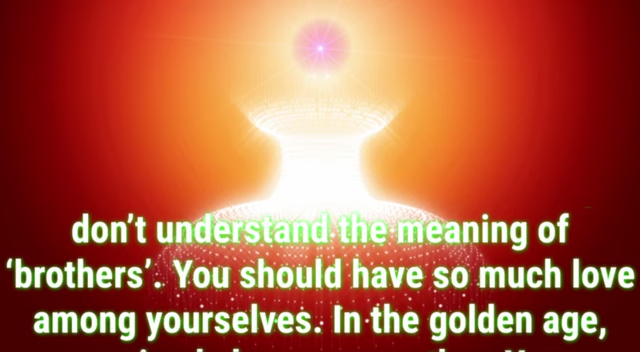 don't understand the meaning of
‘brothers’. You should have so much love
among yourselves. In the golden age,